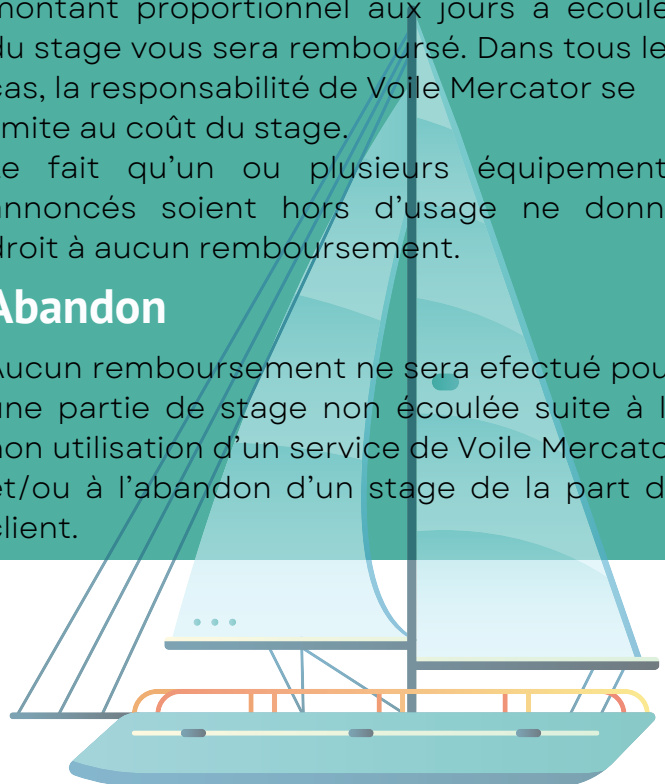 montant proportionnel aux jours à écoule
du stage vous sera remboursé. Dans tous le
cas, la responsabilité de Voile Mercator se
imite au coût du stage.
Le fait qu'un ou plusieurs équipement
annoncés soient hors d'usage ne donn
droit à aucun remboursement.
Abandon
Aucun remboursement ne sera efectué pou
une partie de stage non écoulée suite à l
non utilisation d'un service de Voile Mercato
et/ou à l'abandon d'un stage de la part d
client.